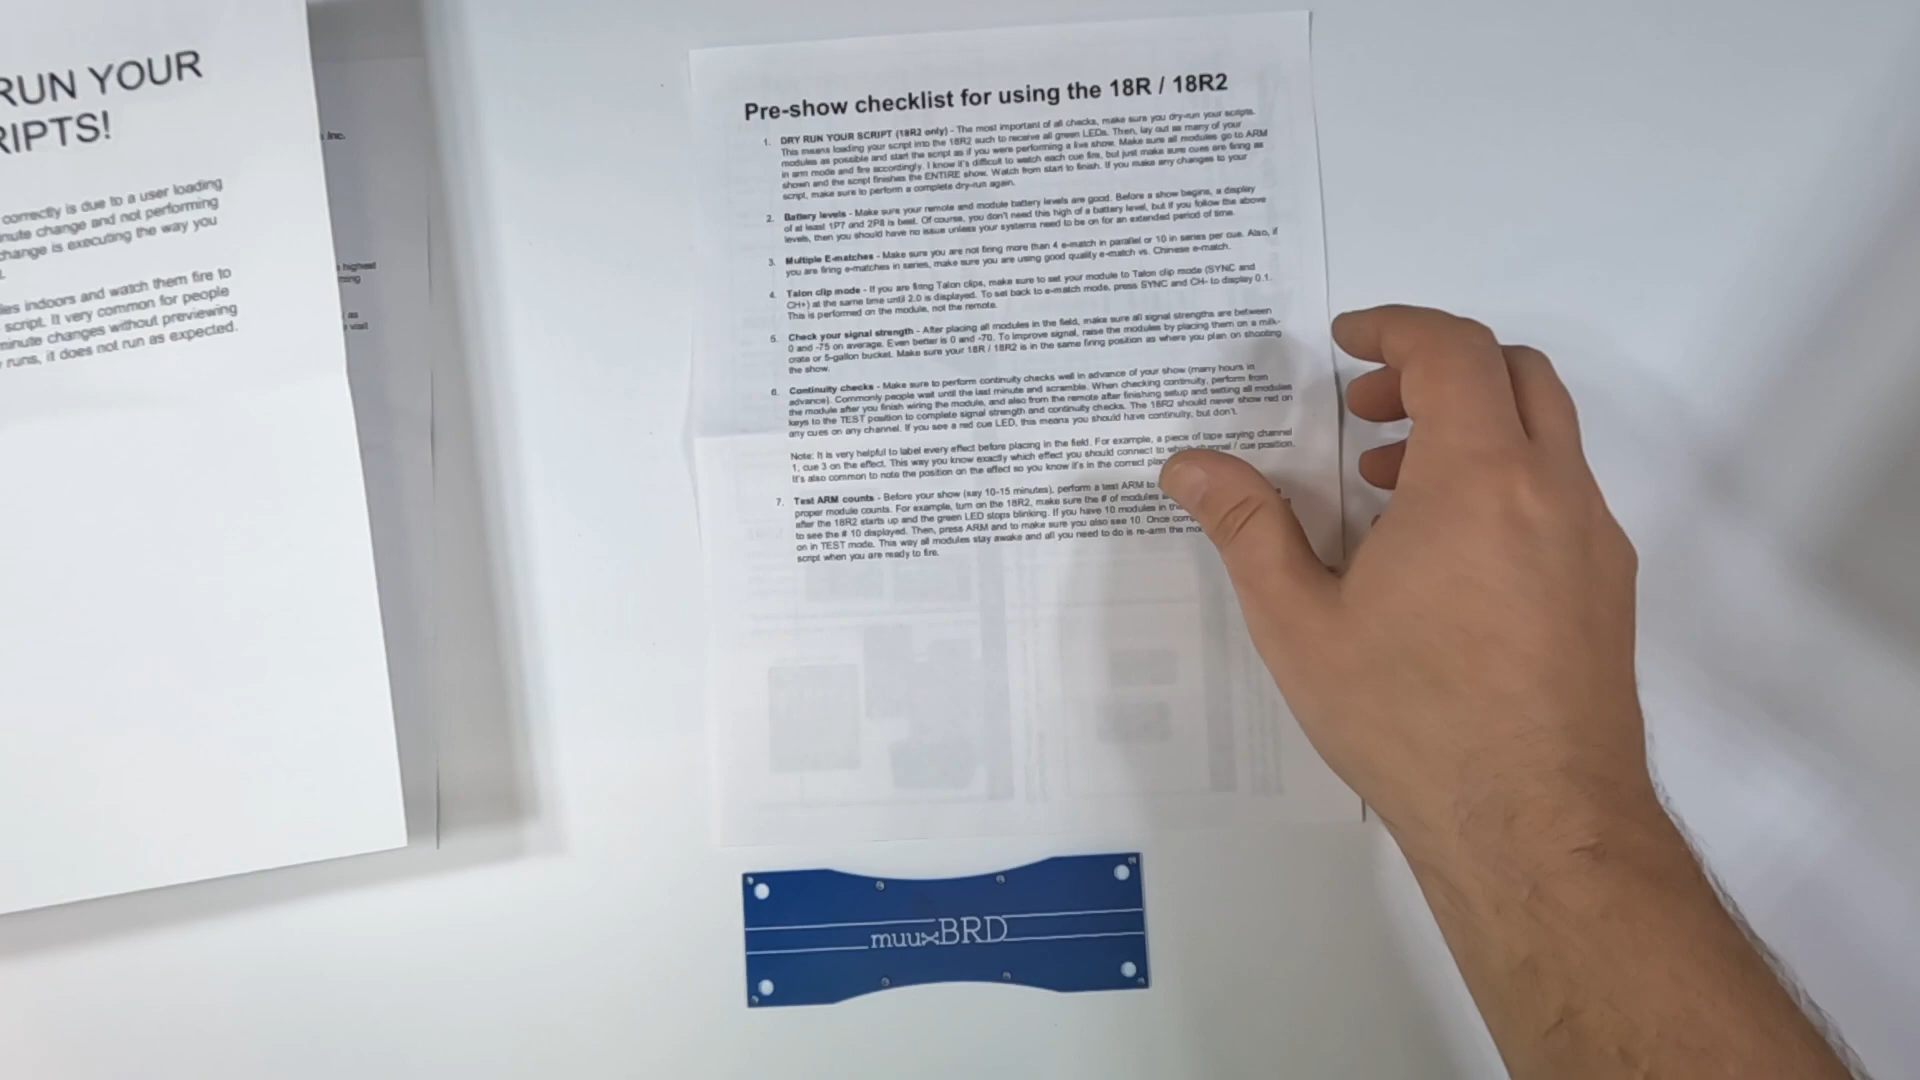 RUN YOUR
RIPTS!
correctly is due to a user loading
nute change and not performing
change is executing the way you
les indoors and watch them fire to
script. It very common for people
minute changes without previewing
runs, it does not run as expected.
Inc.
highest
ming
as
wait
Pre-show checklist for using the 18R / 18R2
1. DRY RUN YOUR SCRIPT (18R2 only) - The most important of all checks, make sure you dry-run your scripts.
This means loading your script into the 18R2 such to receive all green LEDs. Then, lay out as many of your
modules as possible and start the script as if you were performing a live show. Make sure all modules go to ARM
in arm mode and fire accordingly. I know it's difficult to watch each cue fire, but just make sure cues are firing as
shown and the script finishes the ENTIRE show. Watch from start to finish. If you make any changes to your
script, make sure to perform a complete dry-run again.
2. Battery levels - Make sure your remote and module battery levels are good. Before a show begins, a display
of at least 1P7 and 2P8 is best. Of course, you don't need this high of a battery level, but if you follow the above
levels, then you should have no issue unless your systems need to be on for an extended period of time.
3. Multiple E-matches - Make sure you are not firing more than 4 e-match in parallel or 10 in series per cue. Also, if
you are firing e-matches in series, make sure you are using good quality e-match vs. Chinese e-match.
4. Talon clip mode - If you are firing Talon clips, make sure to set your module to Talon clip mode (SYNC and
CH+) at the same time until 2.0 is displayed. To set back to e-match mode, press SYNC and CH- to display 0.1.
This is performed on the module, not the remote.
5. Check your signal strength - After placing all modules in the field, make sure all signal strengths are between
0 and -75 on average. Even better is 0 and -70. To improve signal, raise the modules by placing them on a milk-
crate or 5-gallon bucket. Make sure your 18R / 18R2 is in the same firing position as where you plan on shooting
the show.
6. Continuity checks - Make sure to perform continuity checks well in advance of your show (many hours in
advance). Commonly people wait until the last minute and scramble. When checking continuity, perform from
the module after you finish wiring the module, and also from the remote after finishing setup and setting all modules
keys to the TEST position to complete signal strength and continuity checks. The 18R2 should never show red on
any cues on any channel. If you see a red cue LED, this means you should have continuity, but don't.
Note: It is very helpful to label every effect before placing in the field. For example, a piece of tape saying channel
1, cue 3 on the effect. This way you know exactly which effect you should connect to which channel / cue position.
It's also common to note the position on the effect so you know it's in the correct plac
7. Test ARM counts - Before your show (say 10-15 minutes), perform a test ARM to
proper module counts. For example, turn on the 18R2, make sure the # of modules
after the 18R2 starts up and the green LED stops blinking. If you have 10 modules in th
to see the # 10 displayed. Then, press ARM and to make sure you also see 10. Once com
on in TEST mode. This way all modules stay awake and all you need to do is re-arm the mo
script when you are ready to fire.
muuxBRD